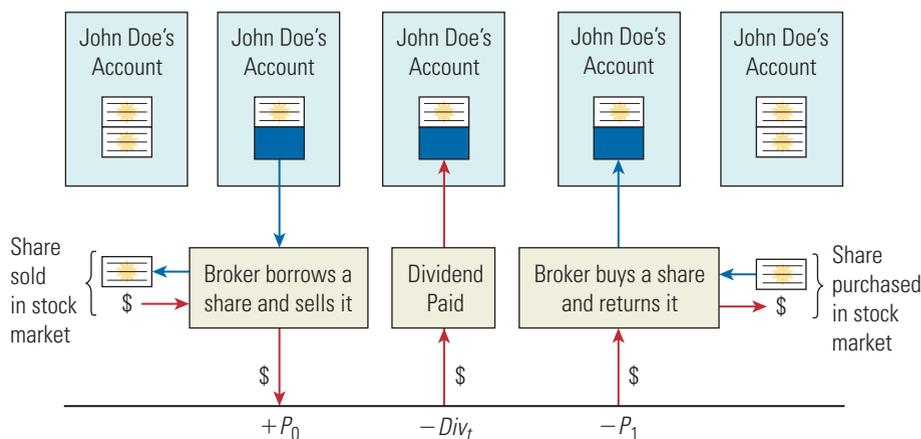 John Doe's
Account
John Doe's
Account
John Doe's
Account
John Doe's
Account
John Doe's
Account
Share
sold
in stock
market
$
Broker borrows a
share and sells it
Dividend
Paid
Broker buys a share
and returns it
$
Share
purchased
in stock
market
$
$
$
+P₀
−Divₜ
−P₁